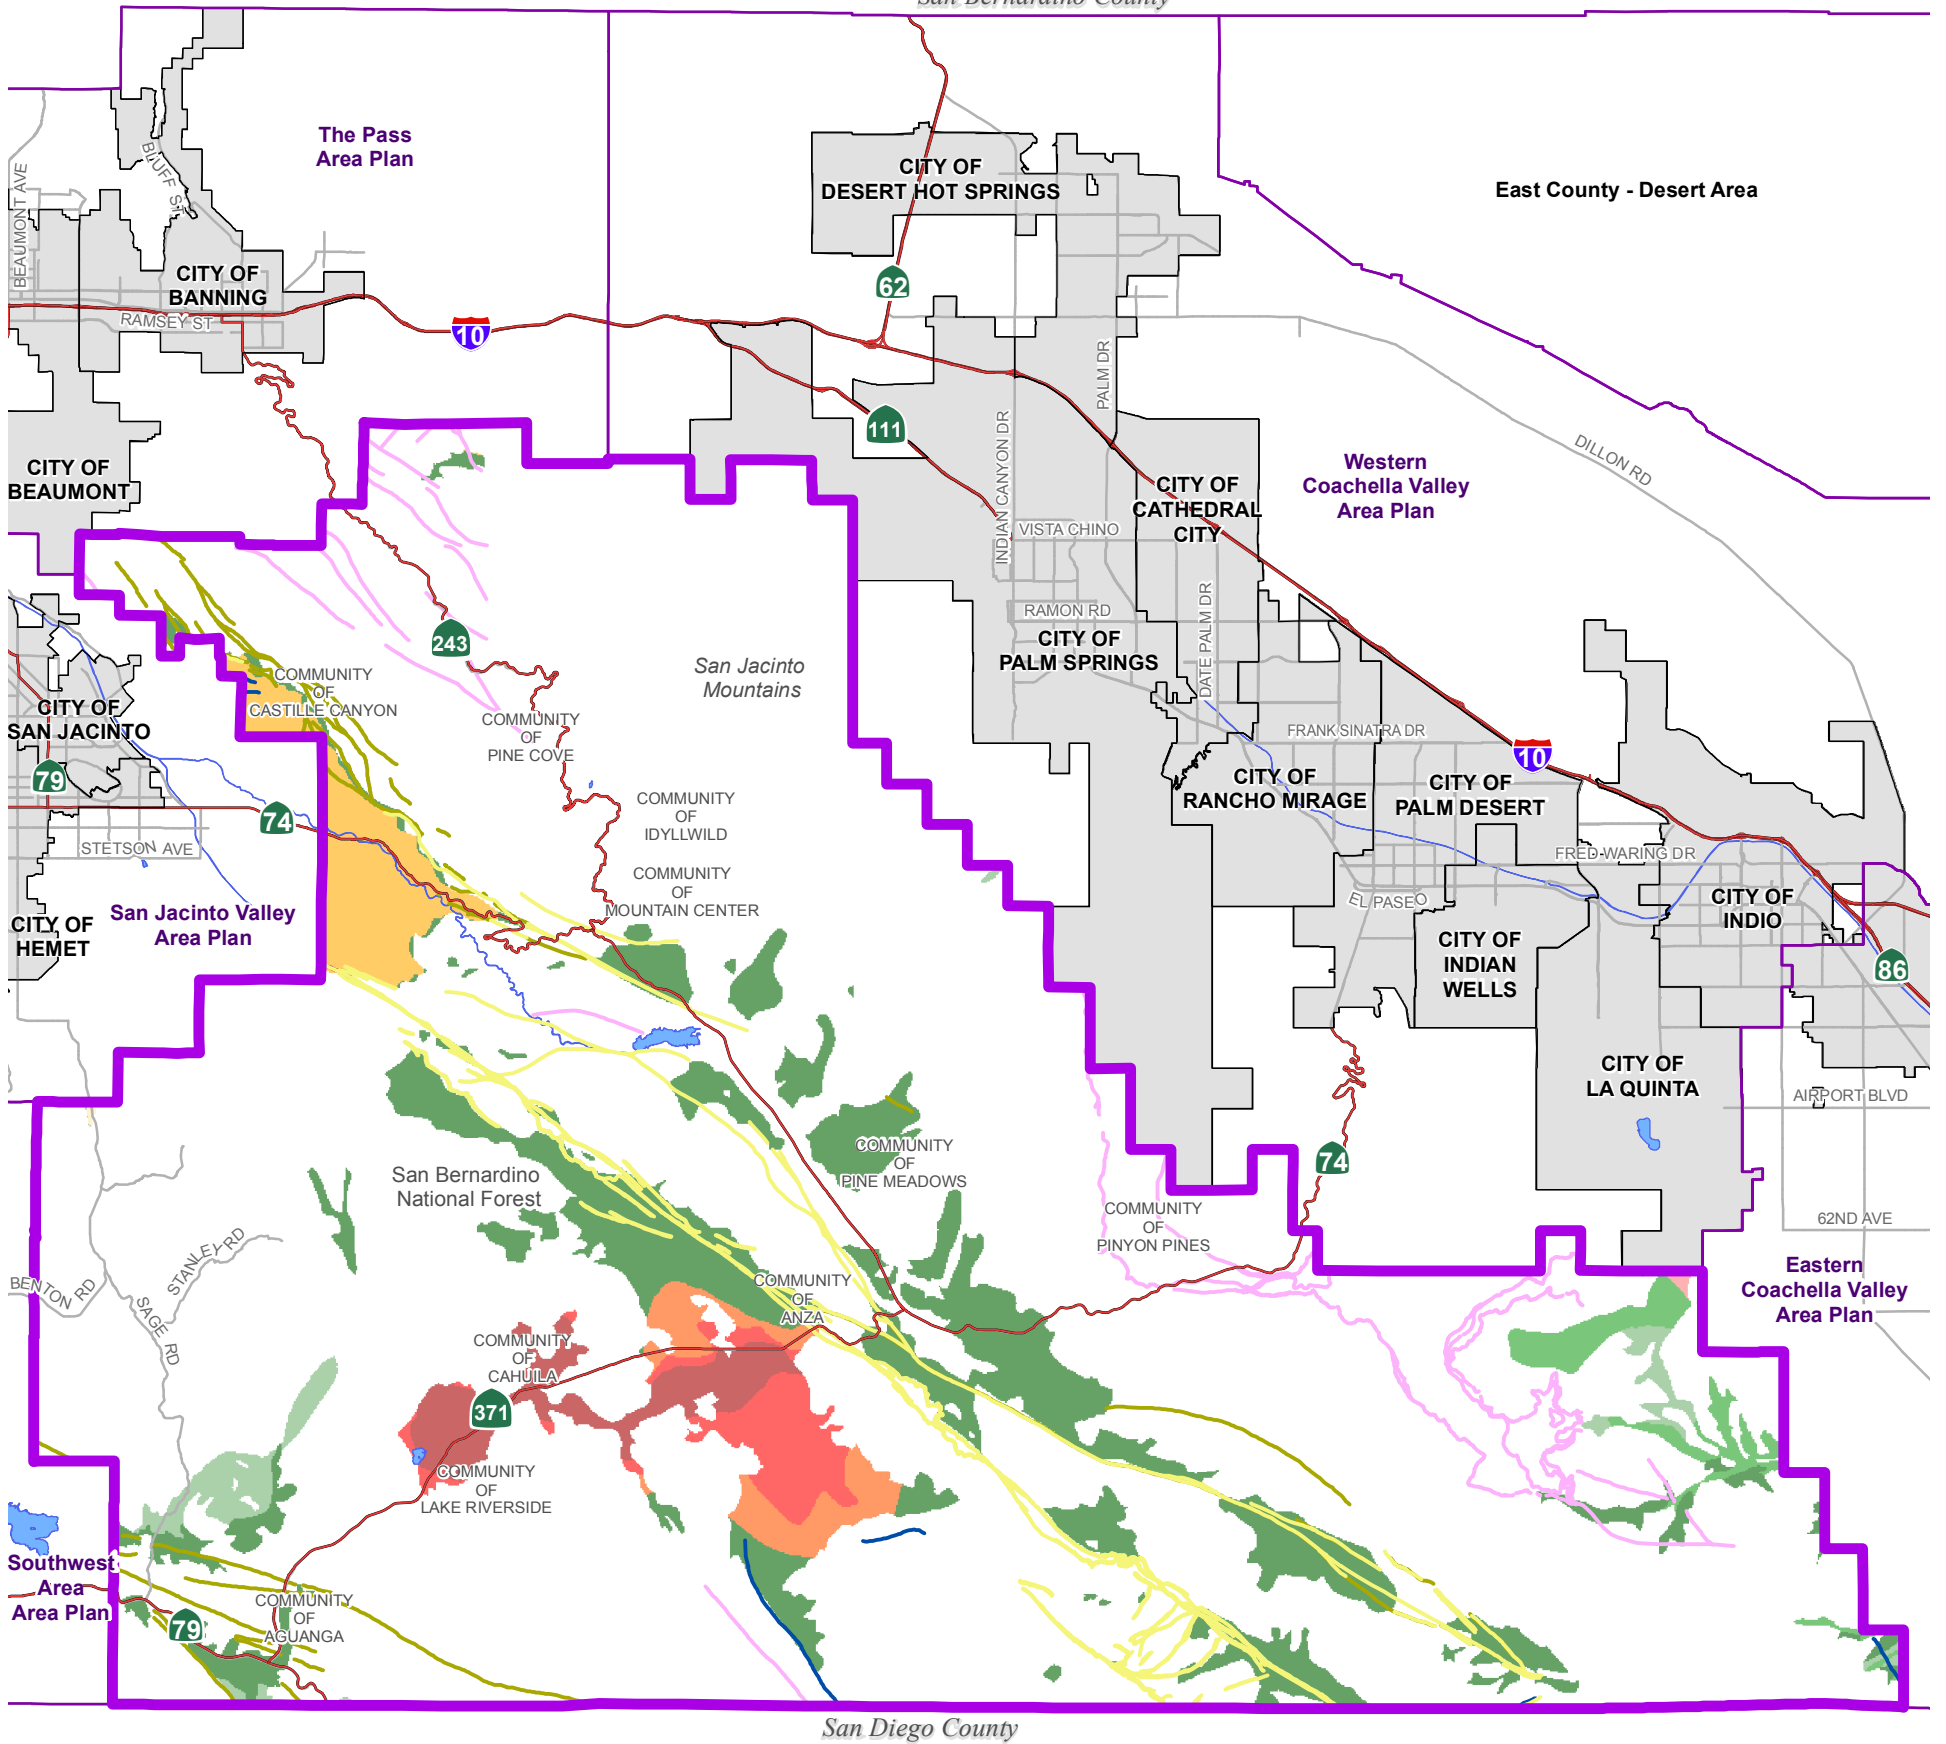 San Bernardino County
The Pass
Area Plan
BEAUMONT AVE
BLUFF ST
CITY OF
BANNING
RAMSEY ST
10
CITY OF
DESERT HOT SPRINGS
62
East County - Desert Area
CITY OF
BEAUMONT
111
INDIAN CANYON DR
PALM DR
DILLON RD
Western
Coachella Valley
Area Plan
CITY OF
CATHEDRAL
CITY
VISTA CHINO
RAMON RD
CITY OF
PALM SPRINGS
DATE PALM DR
243
San Jacinto
Mountains
COMMUNITY
OF
CASTILLE CANYON
CITY OF
SAN JACINTO
79
COMMUNITY
OF
PINE COVE
FRANK SINATRA DR
10
CITY OF
RANCHO MIRAGE
CITY OF
PALM DESERT
74
STETSON AVE
COMMUNITY
OF
IDYLLWILD
COMMUNITY
OF
MOUNTAIN CENTER
FRED WARING DR
EL PASEO
CITY OF
INDIO
CITY OF
HEMET
San Jacinto Valley
Area Plan
CITY OF
INDIAN
WELLS
86
CITY OF
LA QUINTA
AIRPORT BLVD
COMMUNITY
OF
PINE MEADOWS
74
San Bernardino
National Forest
COMMUNITY
OF
PINYON PINES
62ND AVE
STANLEY RD
BENTON RD
SAGE RD
COMMUNITY
OF
ANZA
Eastern
Coachella Valley
Area Plan
COMMUNITY
OF
CAHUILA
371
COMMUNITY
OF
LAKE RIVERSIDE
Southwest
Area
Area Plan
79
COMMUNITY
OF
AGUANGA
San Diego County